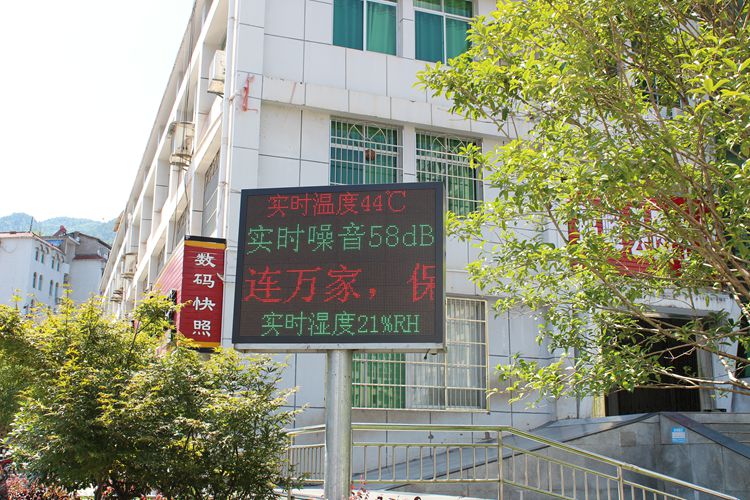 实时温度44℃
实时噪音58dB
连万家，保
实时湿度21%RH
数码快照